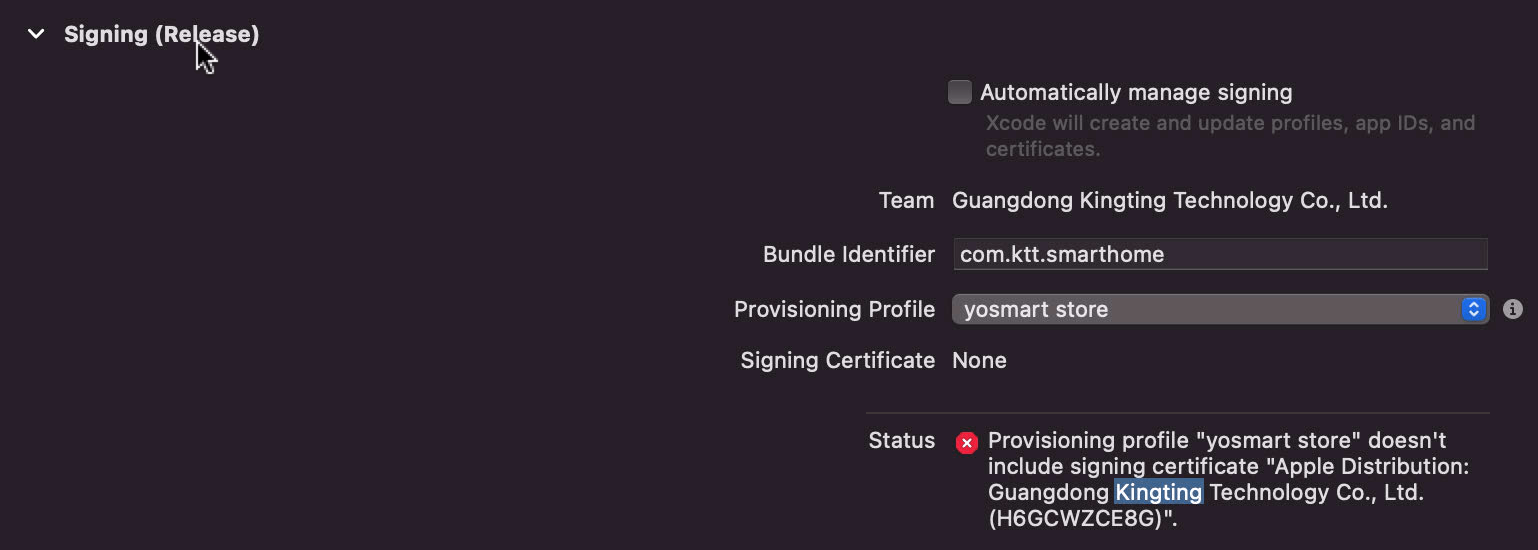 Signing (Release)
Automatically manage signing
Xcode will create and update profiles, app IDs, and
certificates.
Team Guangdong Kingting Technology Co., Ltd.
Bundle Identifier com.ktt.smarthome
Provisioning Profile yosmart store
Signing Certificate None
Status Provisioning profile "yosmart store" doesn't
include signing certificate "Apple Distribution:
Guangdong Kingting Technology Co., Ltd.
(H6GCWZCE8G)".